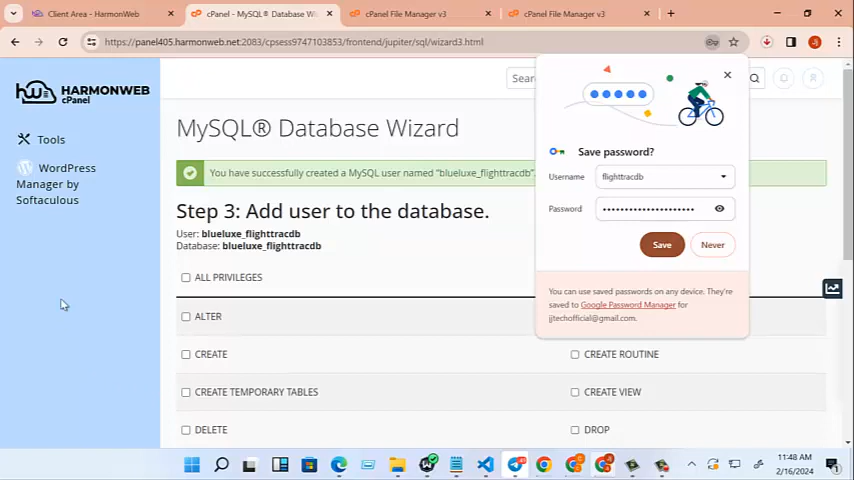 Client Area - HarmonWeb
cPanel - MySQL® Database Wi
cPanel File Manager v3
cPanel File Manager v3
https://panel405.harmonweb.net:2083/cpsess9747103853/frontend/jupiter/sql/wizard3.html
HARMONWEB
cPanel
Tools
WordPress
Manager by
Softaculous
Sear
MySQL® Database Wizard
You have successfully created a MySQL user named "blueluxe_flighttracdb".
Step 3: Add user to the database.
User: blueluxe_flighttracdb
Database: blueluxe_flighttracdb
ALL PRIVILEGES
ALTER
CREATE
CREATE ROUTINE
CREATE TEMPORARY TABLES
CREATE VIEW
DELETE
DROP
Save password?
Username flighttracdb
Password
Save Never
You can use saved passwords on any device. They're
saved to Google Password Manager for
jjtechofficial@gmail.com.
11:48 AM
2/16/2024